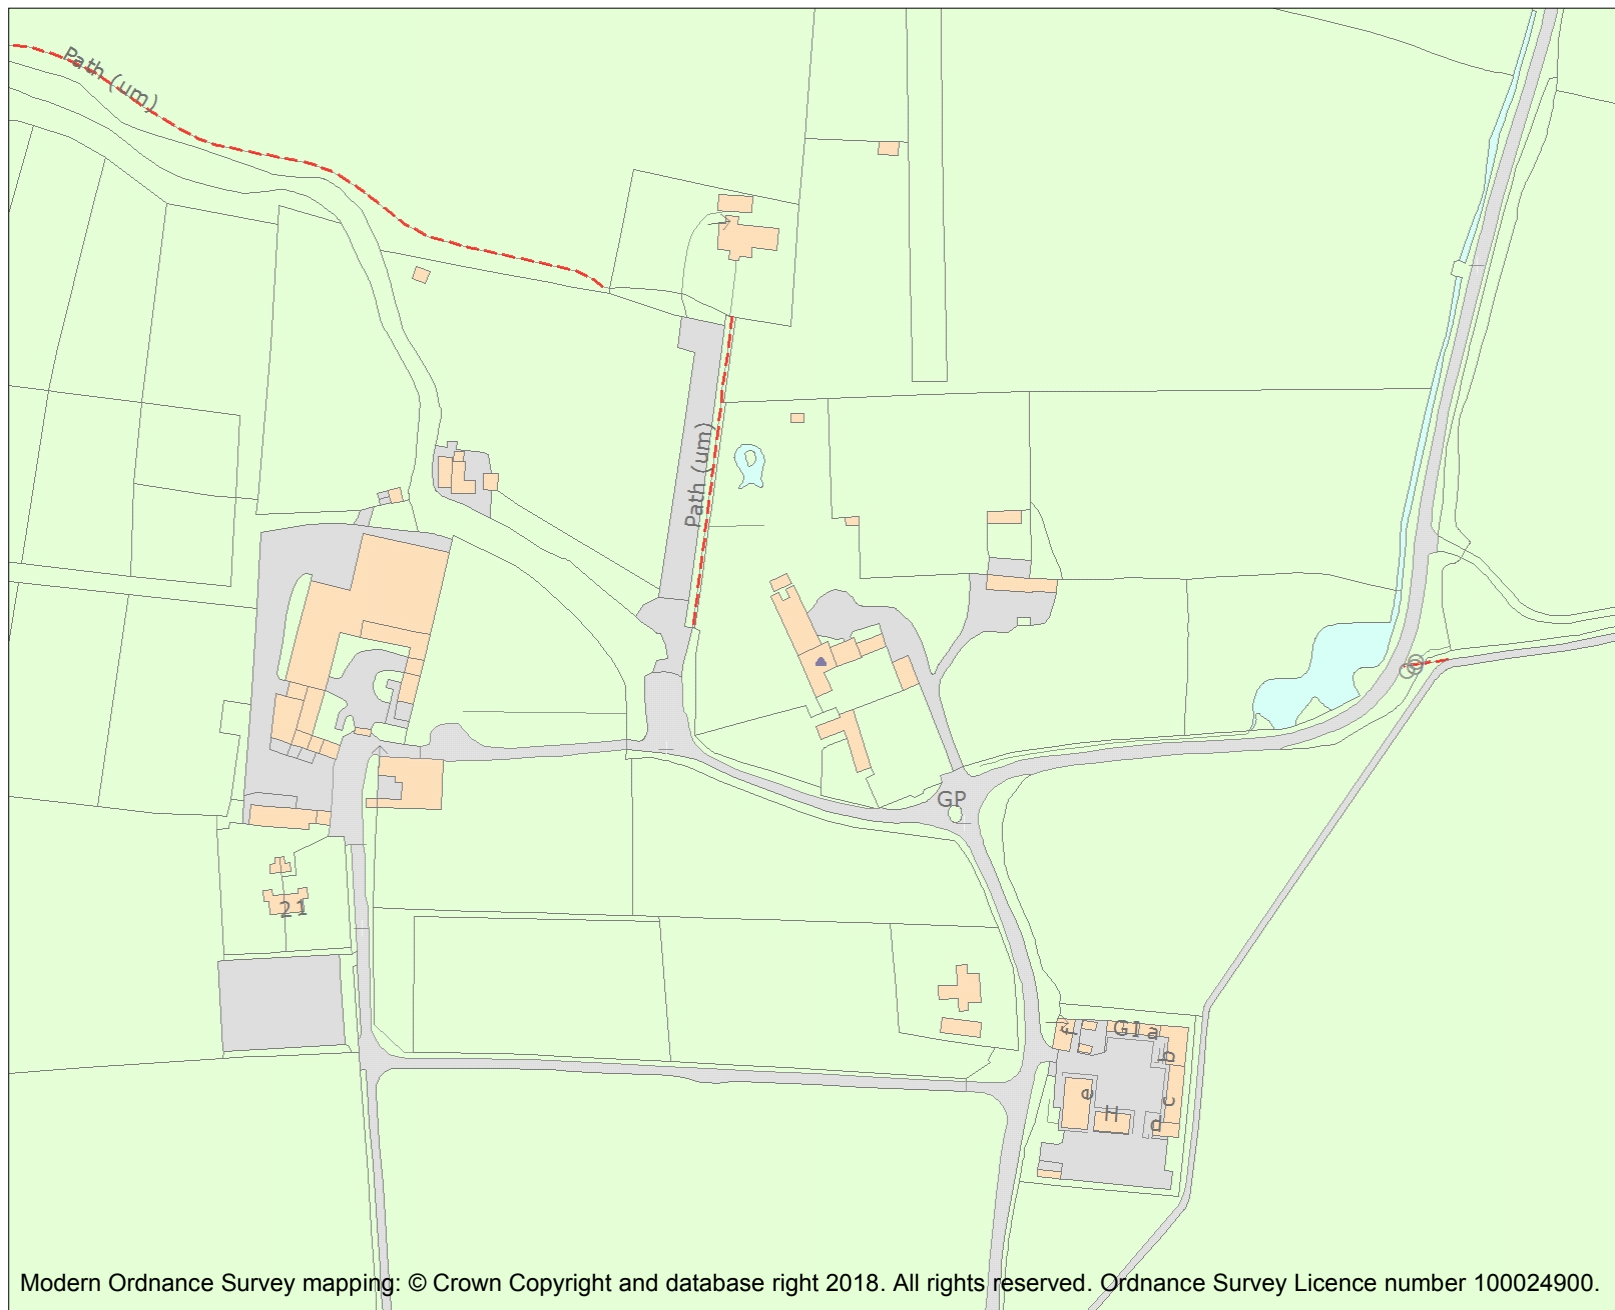 Path (um)
Path (um)
GP
21
f
GI a
b
e
c
H
d
Modern Ordnance Survey mapping: © Crown Copyright and database right 2018. All rights reserved. Ordnance Survey Licence number 100024900.